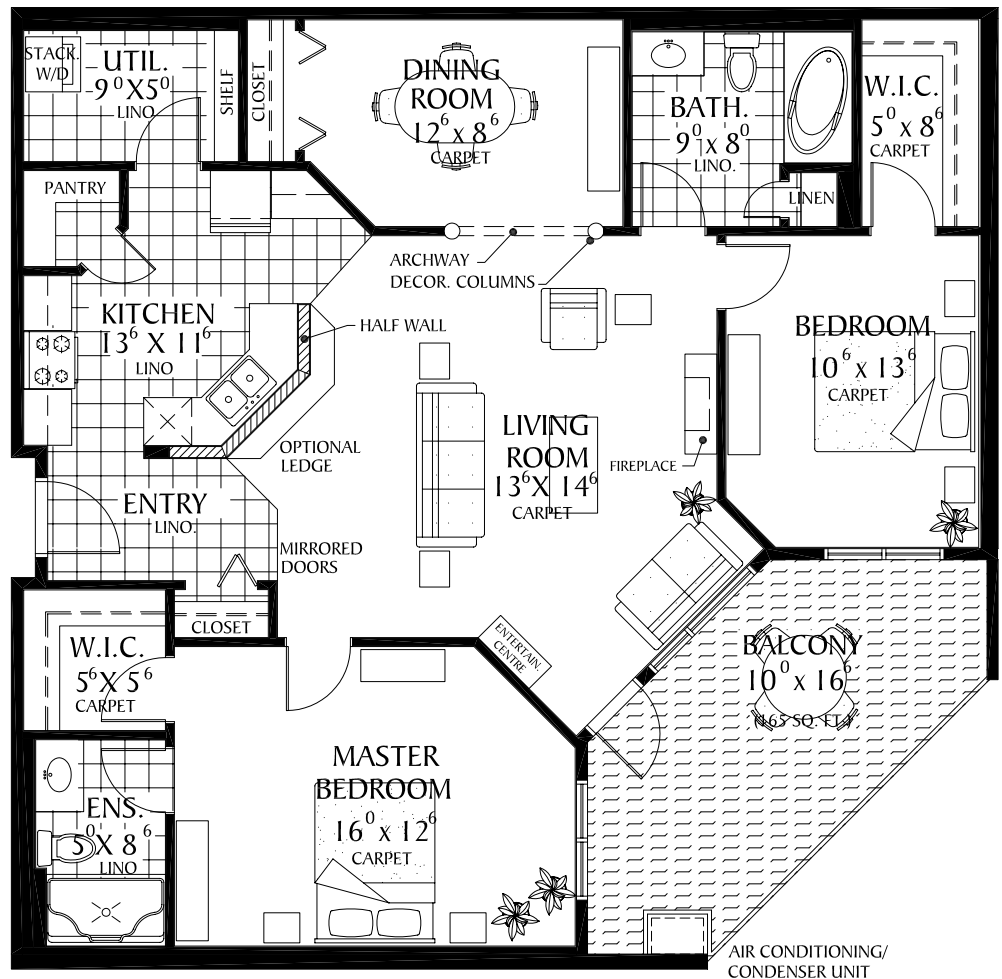 STACK.
W/D
UTIL.
9⁰X5⁰
LINO
SHELF
CLOSET
DINING
ROOM
12⁶ x 8⁶
CARPET
BATH.
9⁰ x 8⁰
LINO.
LINEN
W.I.C.
5⁰ x 8⁶
CARPET
PANTRY
ARCHWAY
DECOR. COLUMNS
KITCHEN
13⁶ X 11⁶
LINO
HALF WALL
BEDROOM
10⁶ x 13⁶
CARPET
LIVING
ROOM
13⁶X 14⁶
CARPET
FIREPLACE
OPTIONAL
LEDGE
ENTRY
LINO.
MIRRORED
DOORS
CLOSET
ENTERTAIN.
CENTRE
W.I.C.
5⁶X 5⁶
CARPET
BALCONY
10⁰ x 16⁶
(165 SQ. FT.)
MASTER
BEDROOM
16⁰ x 12⁶
CARPET
ENS.
5⁰X 8⁶
LINO
AIR CONDITIONING/
CONDENSER UNIT